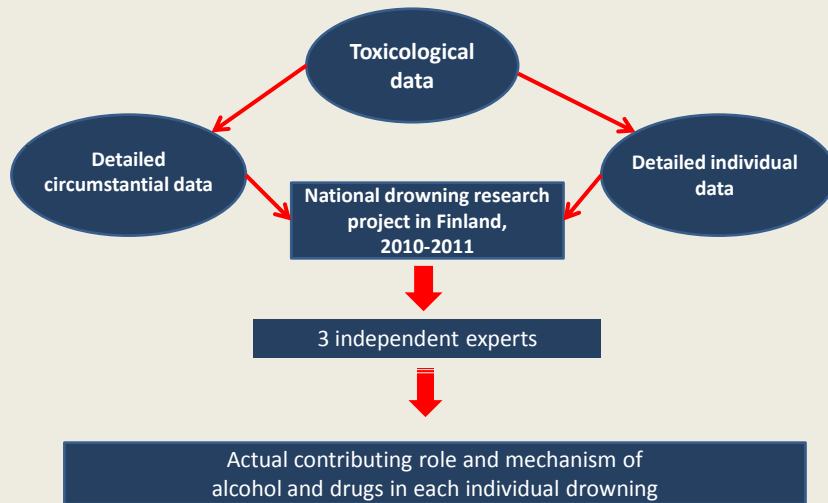 Toxicological
data
Detailed
circumstantial data
Detailed individual
data
National drowning research
project in Finland,
2010-2011
3 independent experts
Actual contributing role and mechanism of
alcohol and drugs in each individual drowning